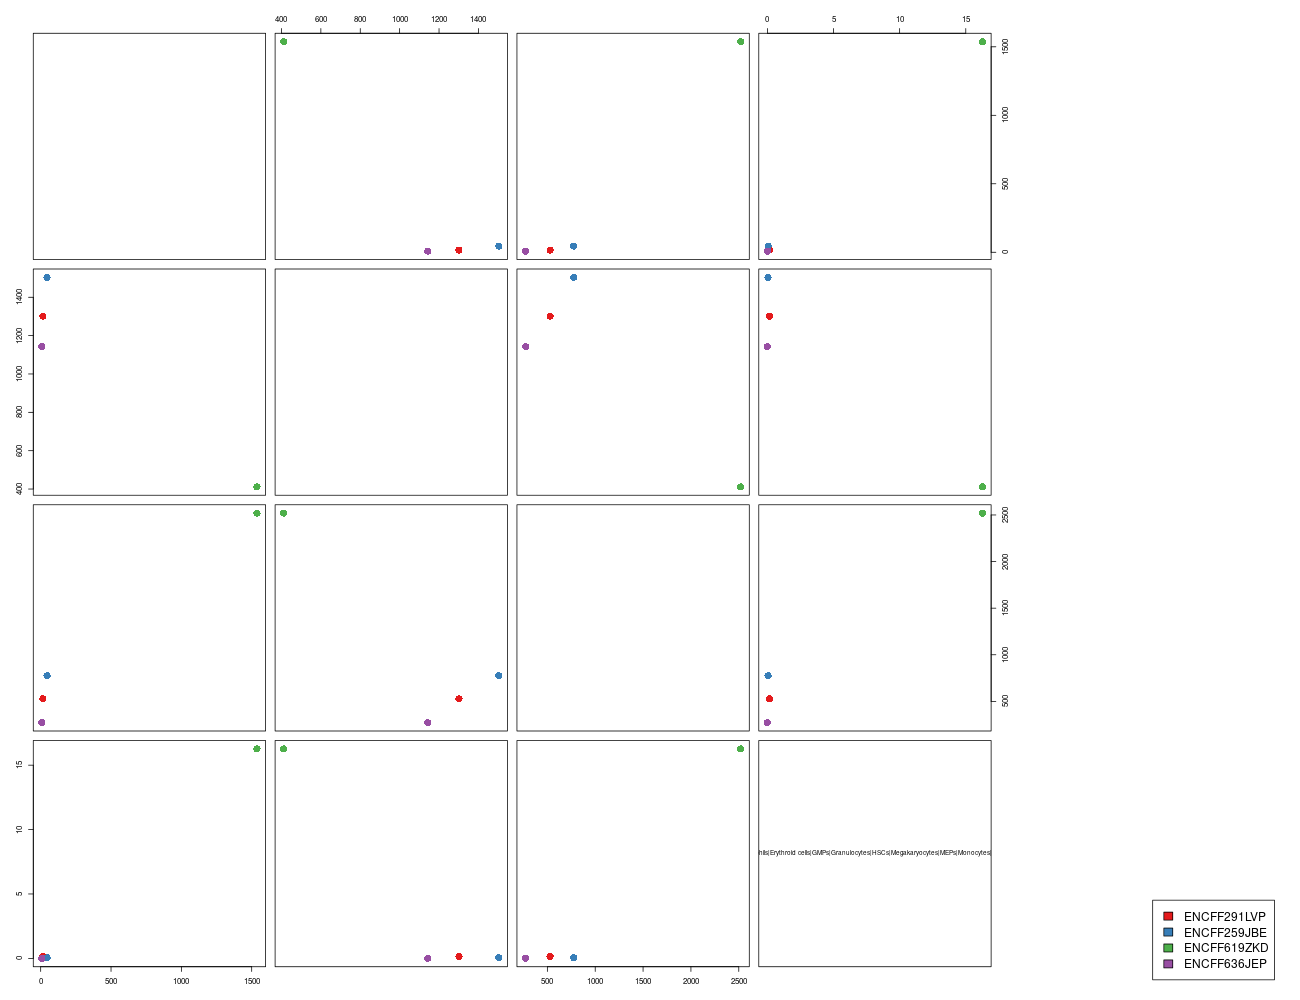 400 600 800 1000 1200 1400
0 5 10 15
0 500 1000 1500
400 600 800 1000 1200 1400
500 1000 1500 2000 2500
0 5 10 15
hils|Erythroid cells|GMPs|Granulocytes|HSCs|Megakaryocytes|MEPs|Monocytes|
0 500 1000 1500
500 1000 1500 2000 2500
ENCFF291LVP
ENCFF259JBE
ENCFF619ZKD
ENCFF636JEP